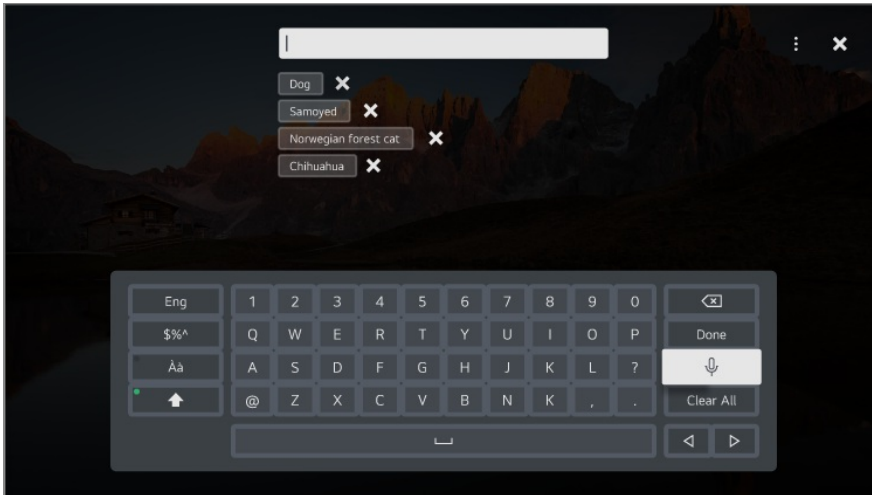 Dog
Samoyed
Norwegian forest cat
Chihuahua
Eng 1 2 3 4 5 6 7 8 9 0
$%^ Q W E R T Y U I O P Done
Àà A S D F G H J K L ?
@ Z X C V B N K , . Clear All